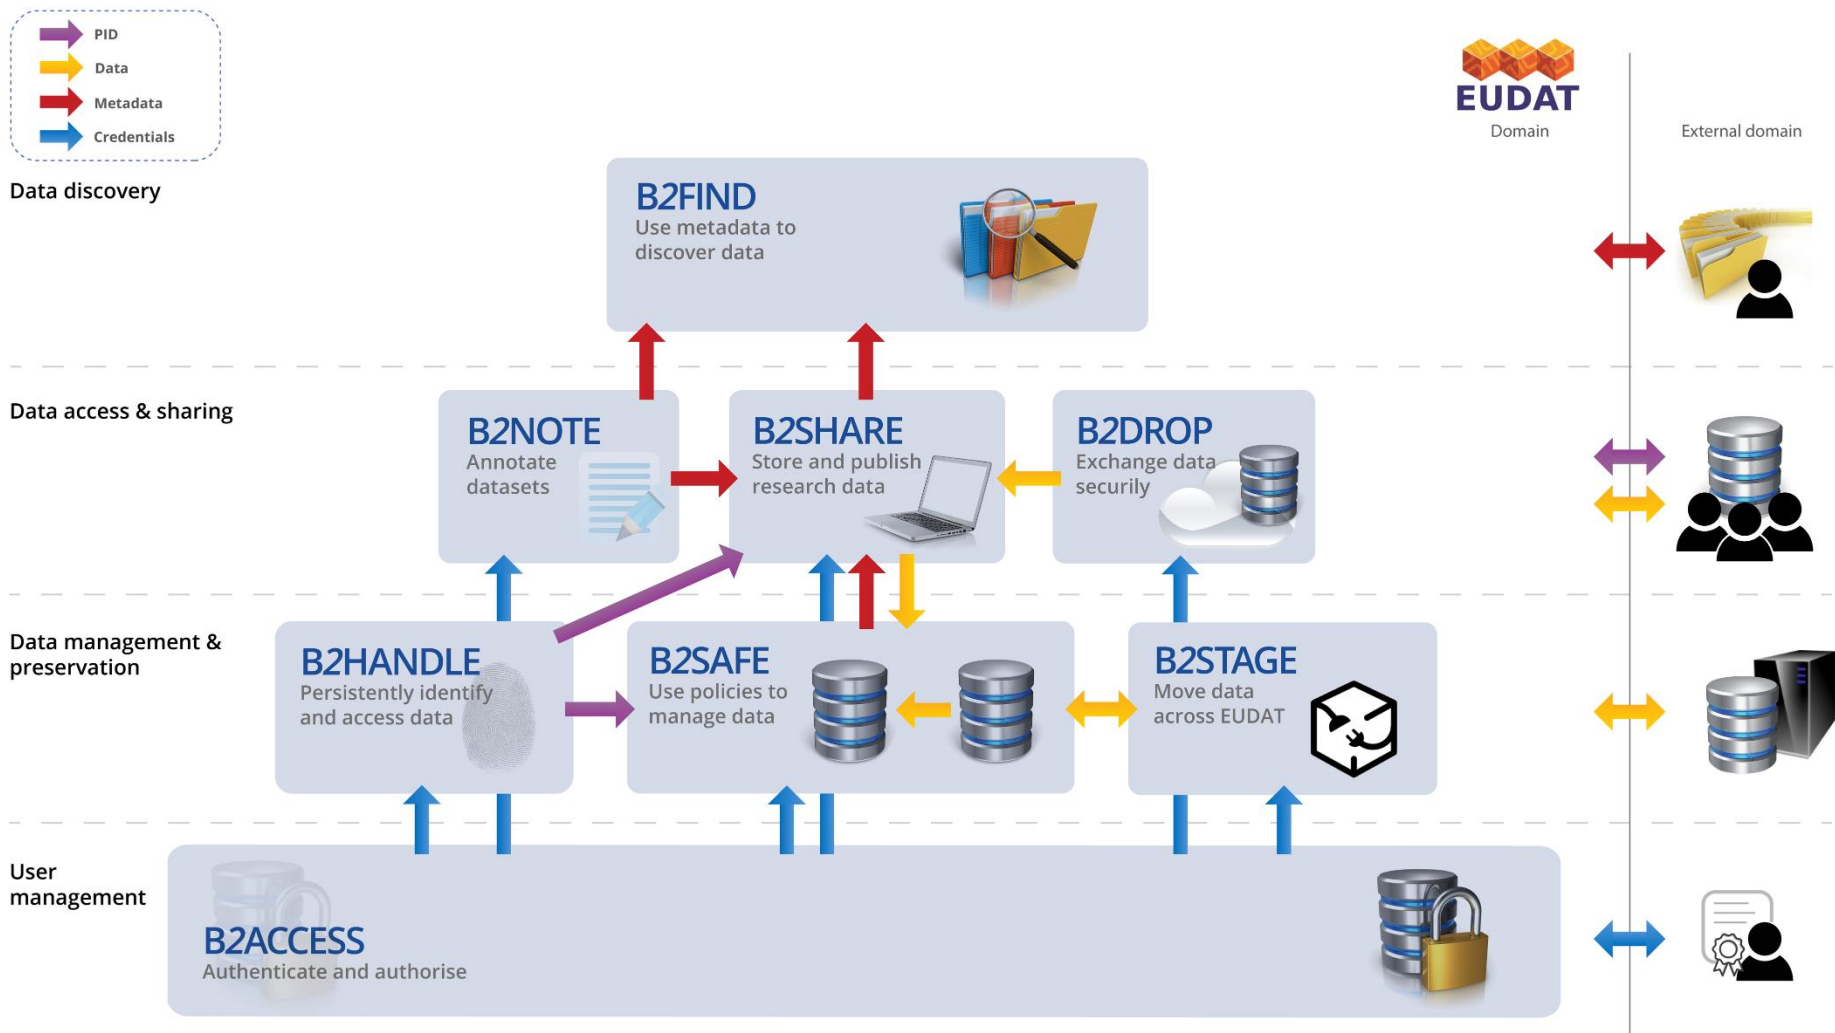 PID
Data
Metadata
Credentials
EUDAT
Domain
External domain
Data discovery
B2FIND
Use metadata to
discover data
Data access & sharing
B2NOTE
Annotate
datasets
B2SHARE
Store and publish
research data
B2DROP
Exchange data
security
Data management &
preservation
B2HANDLE
Persistently identify
and access data
B2SAFE
Use policies to
manage data
B2STAGE
Move data
across EUDAT
User
management
B2ACCESS
Authenticate and authorise